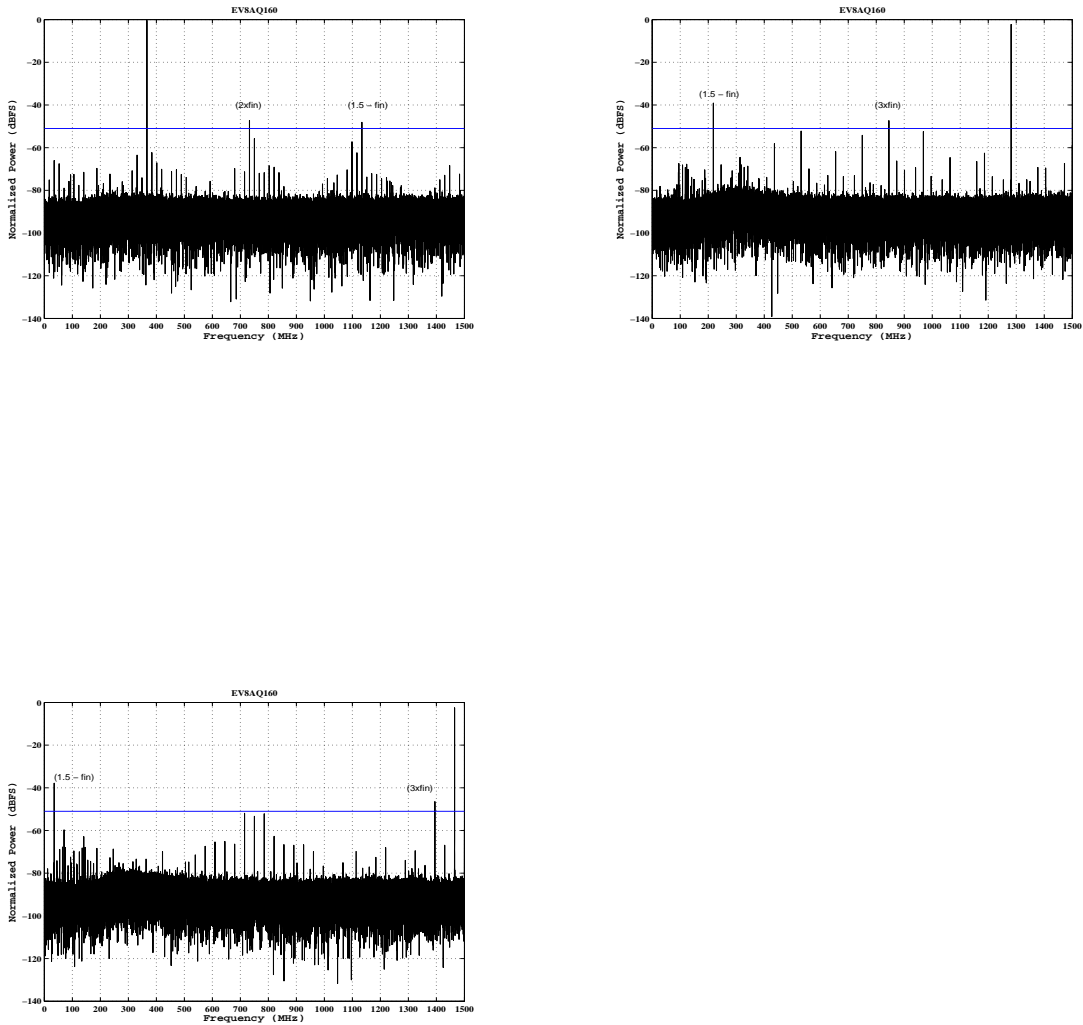 EV8AQ160
Normalized Power (dBFS)
0
−20
−40
−60
−80
−100
−120
−140
(2xfin)
(1.5 − fin)
0 100 200 300 400 500 600 700 800 900 1000 1100 1200 1300 1400 1500
Frequency (MHz)
EV8AQ160
Normalized Power (dBFS)
0
−20
−40
−60
−80
−100
−120
−140
(1.5 − fin)
(3xfin)
0 100 200 300 400 500 600 700 800 900 1000 1100 1200 1300 1400 1500
Frequency (MHz)
EV8AQ160
Normalized Power (dBFS)
0
−20
−40
−60
−80
−100
−120
−140
(1.5 − fin)
(3xfin)
0 100 200 300 400 500 600 700 800 900 1000 1100 1200 1300 1400 1500
Frequency (MHz)